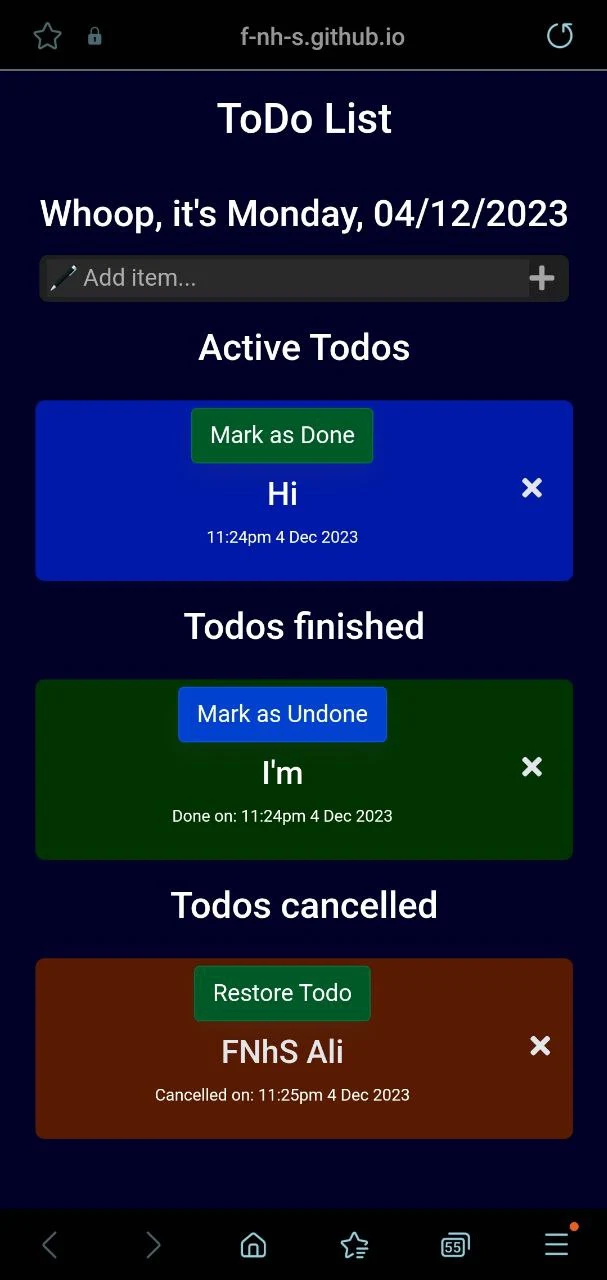 f-nh-s.github.io
ToDo List
Whoop, it's Monday, 04/12/2023
Add item...
Active Todos
Mark as Done
Hi
11:24pm 4 Dec 2023
Todos finished
Mark as Undone
I'm
Done on: 11:24pm 4 Dec 2023
Todos cancelled
Restore Todo
FNhS Ali
Cancelled on: 11:25pm 4 Dec 2023
55